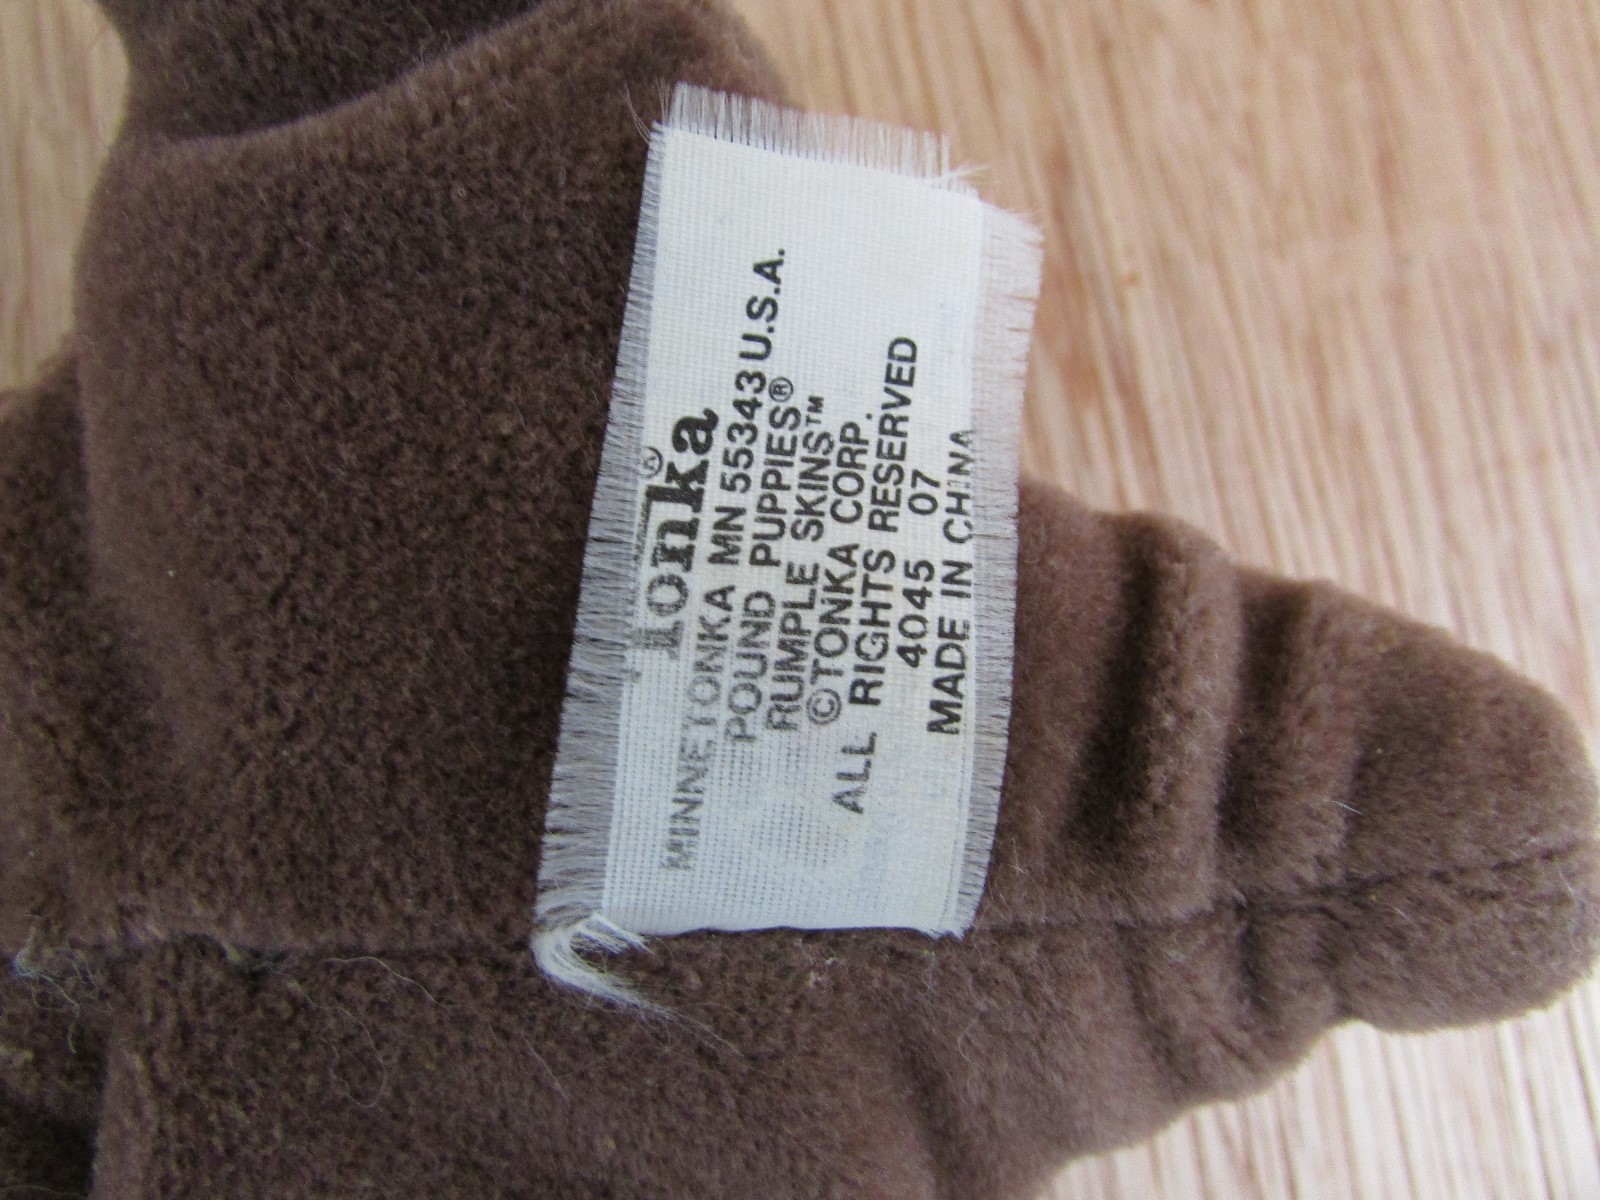 Tonka®
MINNETONKA MN 55343 U.S.A.
POUND PUPPIES®
RUMPLE SKINS™
©TONKA CORP.
ALL RIGHTS RESERVED
4045 07
MADE IN CHINA